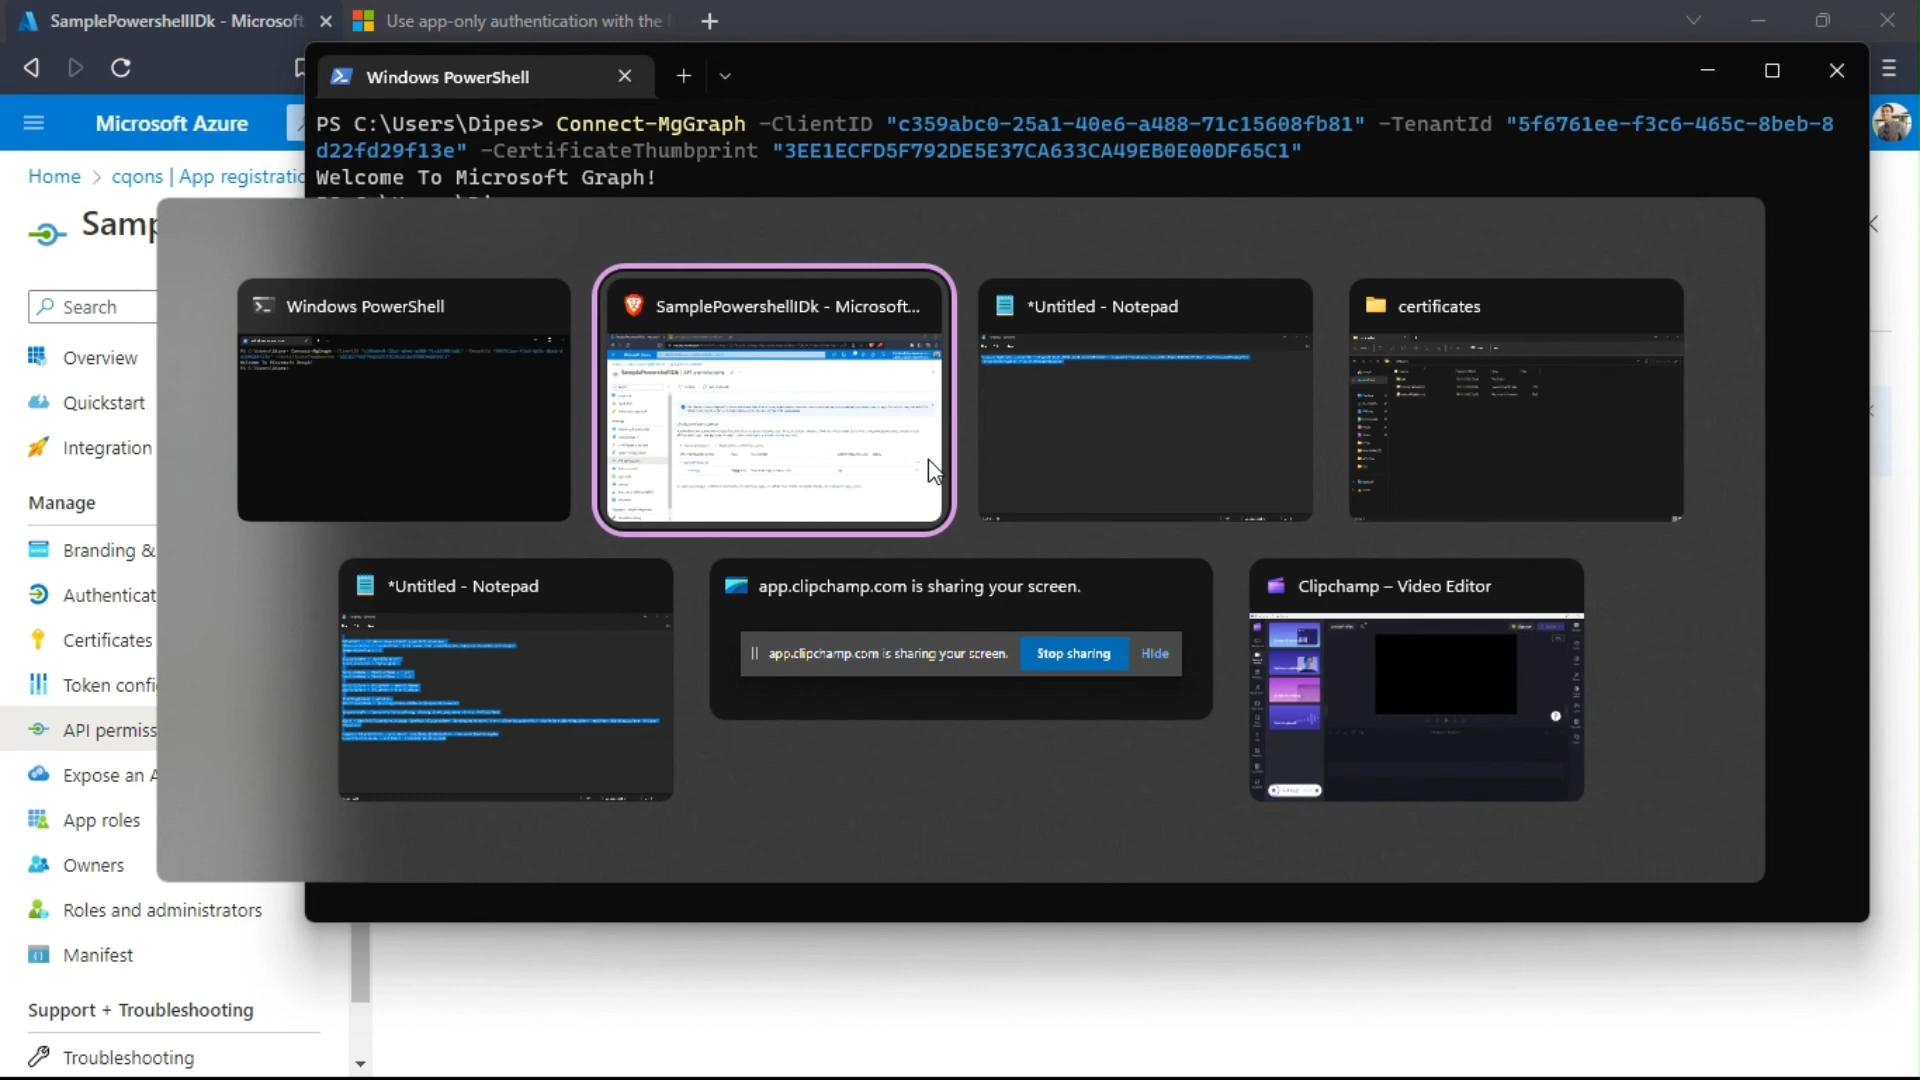 SamplePowershellIDk - Microsoft
Use app-only authentication with the
Windows PowerShell
Microsoft Azure
PS C:\Users\Dipes> Connect-MgGraph -ClientID "c359abc0-25a1-40e6-a488-71c15608fb81" -TenantId "5f6761ee-f3c6-465c-8beb-8
d22fd29f13e" -CertificateThumbprint "3EE1ECFD5F792DE5E37CA633CA49EB0E00DF65C1"
Welcome To Microsoft Graph!
Home > cqons | App registratio
Samp
Search
Overview
Quickstart
Integration
Manage
Branding &
Authenticat
Certificates
Token confi
API permiss
Expose an A
App roles
Owners
Roles and administrators
Manifest
Support + Troubleshooting
Troubleshooting
Windows PowerShell
SamplePowershellIDk - Microsoft...
*Untitled - Notepad
certificates
*Untitled - Notepad
app.clipchamp.com is sharing your screen.
app.clipchamp.com is sharing your screen.
Stop sharing
Hide
Clipchamp – Video Editor